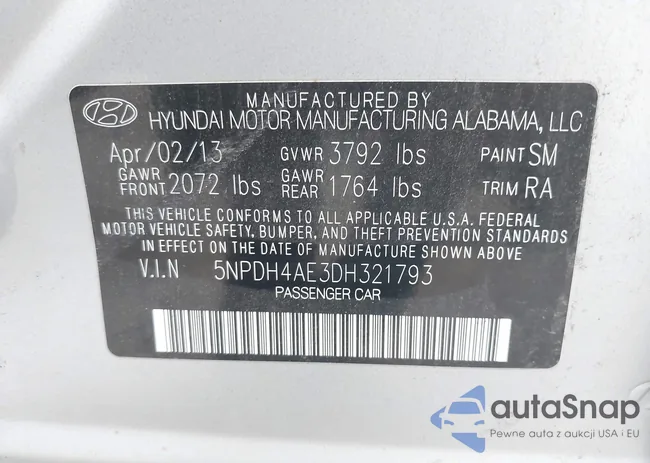 MANUFACTURED BY
HYUNDAI MOTOR MANUFACTURING ALABAMA, LLC
Apr/02/13 GVWR 3792 lbs PAINT SM
GAWR FRONT 2072 lbs GAWR REAR 1764 lbs TRIM RA
THIS VEHICLE CONFORMS TO ALL APPLICABLE U.S.A. FEDERAL
MOTOR VEHICLE SAFETY, BUMPER, AND THEFT STANDARDS
IN EFFECT ON THE DATE OF MANUFACTURE SHOWN ABOVE
V.I.N 5NPDH4AE3DH321793
PASSENGER CAR
autaSnap
Pewne auta z aukcji USA i EU